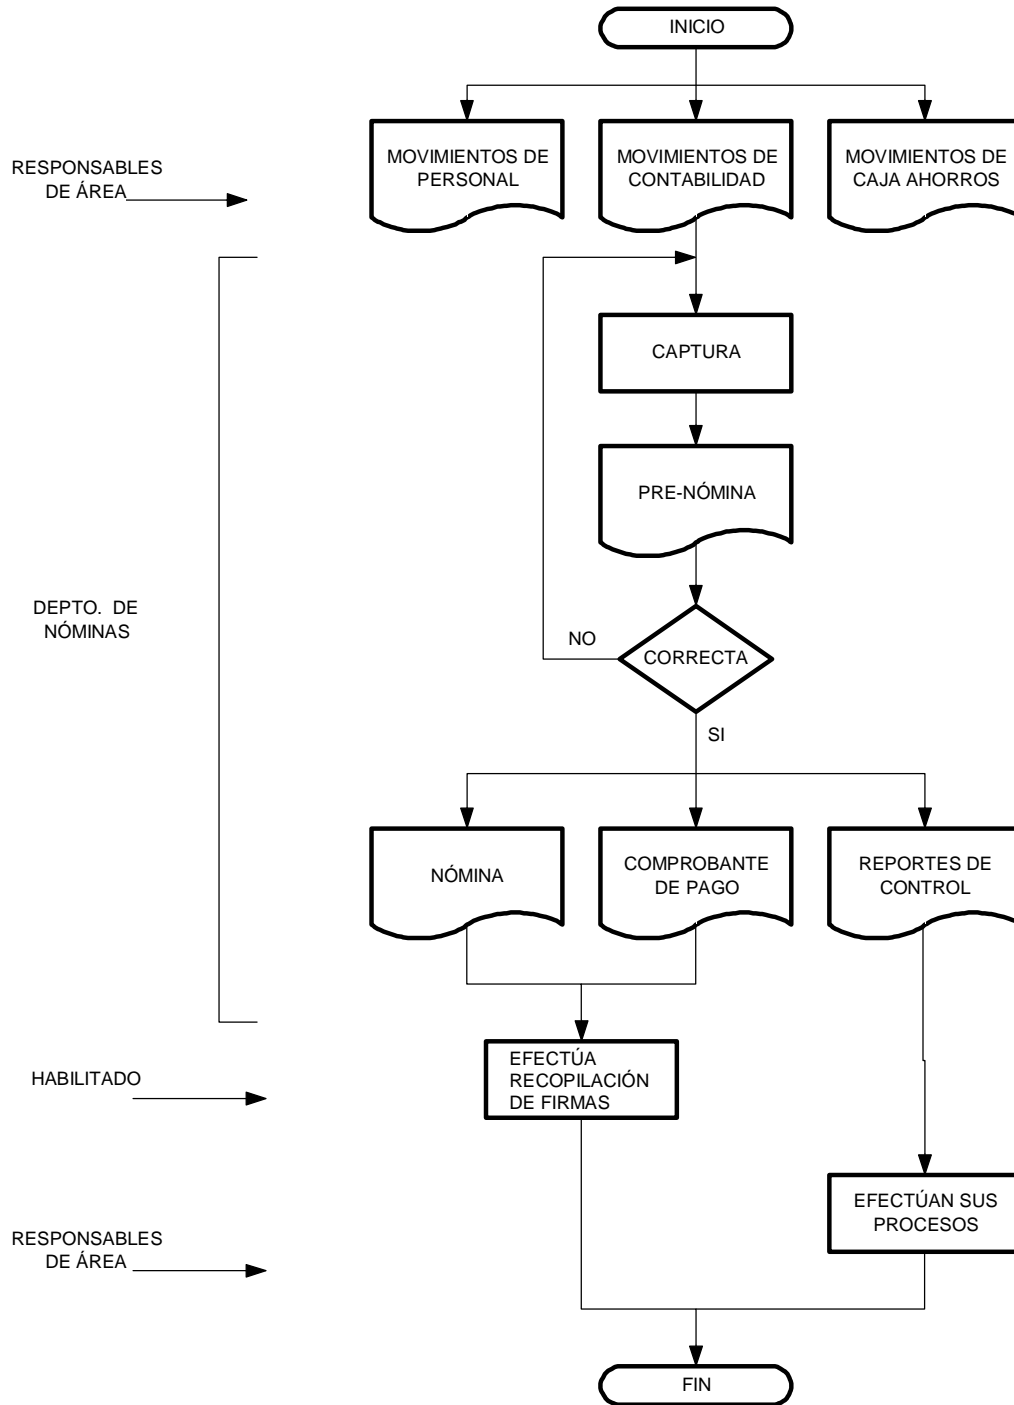 INICIO
MOVIMIENTOS DE
PERSONAL
MOVIMIENTOS DE
CONTABILIDAD
MOVIMIENTOS DE
CAJA AHORROS
RESPONSABLES
DE ÁREA
CAPTURA
PRE-NÓMINA
DEPTO. DE
NÓMINAS
NO
CORRECTA
SI
NÓMINA
COMPROBANTE
DE PAGO
REPORTES DE
CONTROL
HABILITADO
EFECTÚA
RECOPILACIÓN
DE FIRMAS
EFECTÚAN SUS
PROCESOS
RESPONSABLES
DE ÁREA
FIN